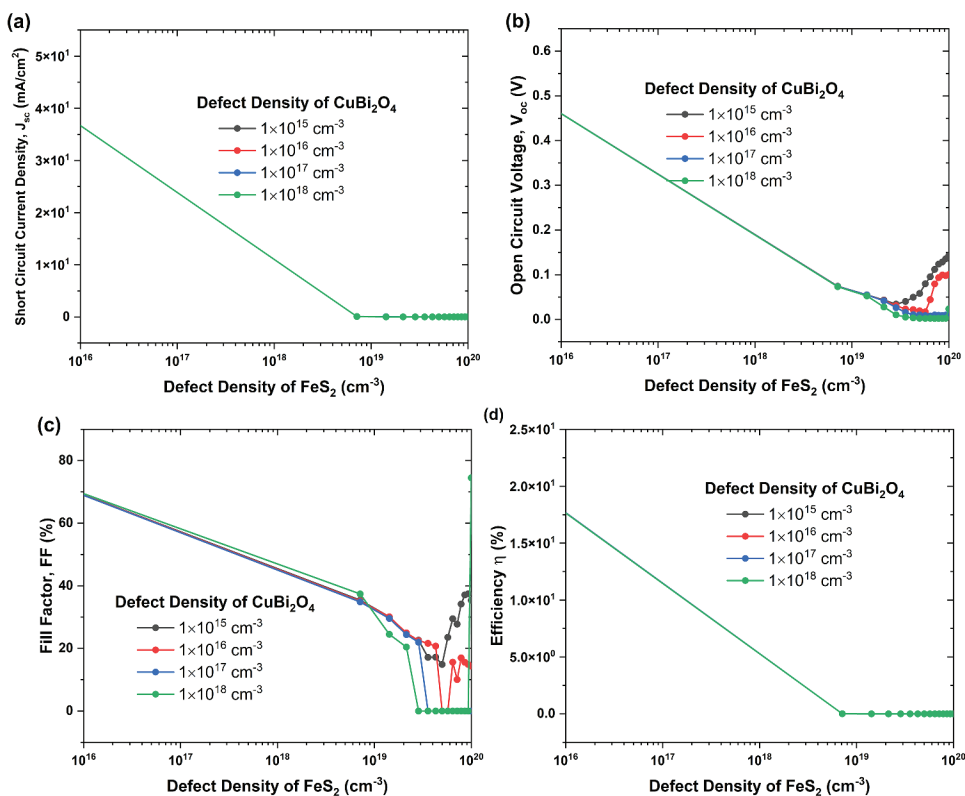 (a)
Short Circuit Current Density, J_sc (mA/cm²)
5×10¹
4×10¹
3×10¹
2×10¹
1×10¹
0
Defect Density of CuBi₂O₄
1×10¹⁵ cm⁻³
1×10¹⁶ cm⁻³
1×10¹⁷ cm⁻³
1×10¹⁸ cm⁻³
10¹⁶ 10¹⁷ 10¹⁸ 10¹⁹ 10²⁰
Defect Density of FeS₂ (cm⁻³)
(b)
Open Circuit Voltage, V_oc (V)
0.6
0.5
0.4
0.3
0.2
0.1
0.0
Defect Density of CuBi₂O₄
1×10¹⁵ cm⁻³
1×10¹⁶ cm⁻³
1×10¹⁷ cm⁻³
1×10¹⁸ cm⁻³
10¹⁶ 10¹⁷ 10¹⁸ 10¹⁹ 10²⁰
Defect Density of FeS₂ (cm⁻³)
(c)
Fill Factor, FF (%)
80
60
40
20
0
Defect Density of CuBi₂O₄
1×10¹⁵ cm⁻³
1×10¹⁶ cm⁻³
1×10¹⁷ cm⁻³
1×10¹⁸ cm⁻³
10¹⁶ 10¹⁷ 10¹⁸ 10¹⁹ 10²⁰
Defect Density of FeS₂ (cm⁻³)
(d)
Efficiency η (%)
2.5×10¹
2.0×10¹
1.5×10¹
1.0×10¹
5.0×10⁰
0.0
Defect Density of CuBi₂O₄
1×10¹⁵ cm⁻³
1×10¹⁶ cm⁻³
1×10¹⁷ cm⁻³
1×10¹⁸ cm⁻³
10¹⁶ 10¹⁷ 10¹⁸ 10¹⁹ 10²⁰
Defect Density of FeS₂ (cm⁻³)